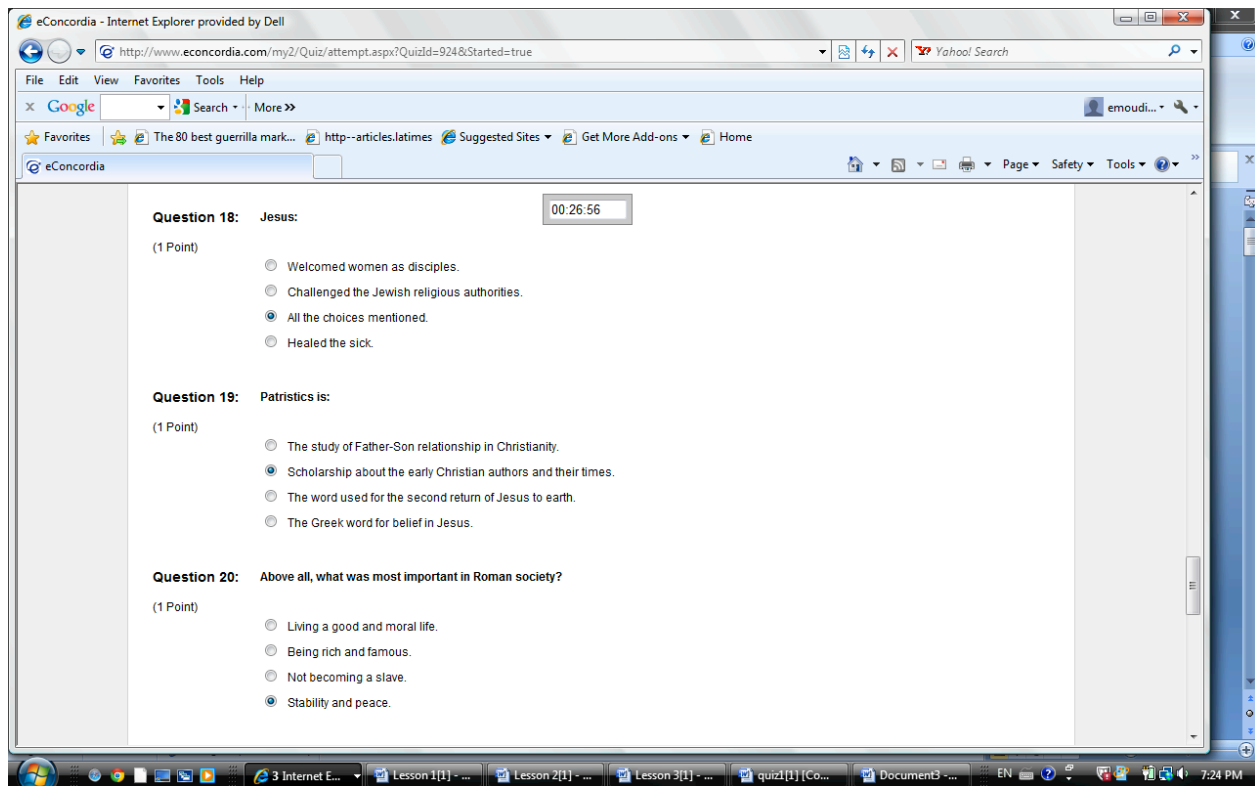 eConcordia - Internet Explorer provided by Dell
http://www.econcordia.com/my2/Quiz/attempt.aspx?QuizId=924&Started=true
Yahoo! Search
File Edit View Favorites Tools Help
x Google Search More >> emoudi...
Favorites The 80 best guerrilla mark... http--articles.latimes Suggested Sites Get More Add-ons Home
eConcordia Page Safety Tools
00:26:56
Question 18: Jesus:
(1 Point)
Welcomed women as disciples.
Challenged the Jewish religious authorities.
All the choices mentioned.
Healed the sick.
Question 19: Patristics is:
(1 Point)
The study of Father-Son relationship in Christianity.
Scholarship about the early Christian authors and their times.
The word used for the second return of Jesus to earth.
The Greek word for belief in Jesus.
Question 20: Above all, what was most important in Roman society?
(1 Point)
Living a good and moral life.
Being rich and famous.
Not becoming a slave.
Stability and peace.
3 Internet E... Lesson 1[1] - ... Lesson 2[1] - ... Lesson 3[1] - ... quiz1[1] [Co... Document3 - ... EN 7:24 PM